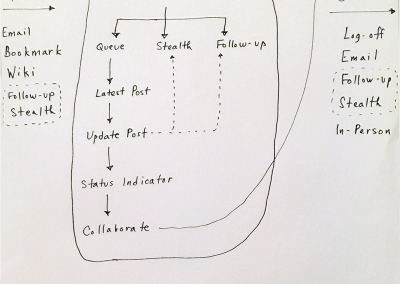 Email
Bookmark
Wiki
Follow-up
Stealth
Queue
Stealth
Follow-up
Latest Post
Update Post
Status Indicator
Collaborate
Log-off
Email
Follow-up
Stealth
In-Person